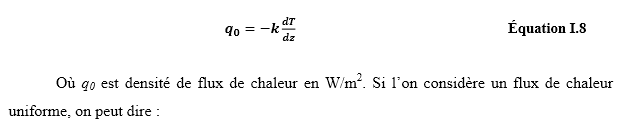 q₀ = −k dT/dz Équation I.8
Où q₀ est densité de flux de chaleur en W/m². Si l’on considère un flux de chaleur
uniforme, on peut dire :